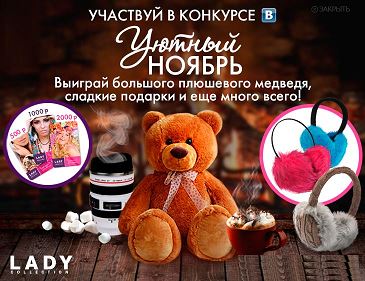 УЧАСТВУЙ В КОНКУРСЕ В
ЗАКРЫТЬ
Уютный
НОЯБРЬ
Выиграй большого плюшевого медведя,
сладкие подарки и еще много всего!
1000 Р
500 Р
2000 Р
LADY
COLLECTION